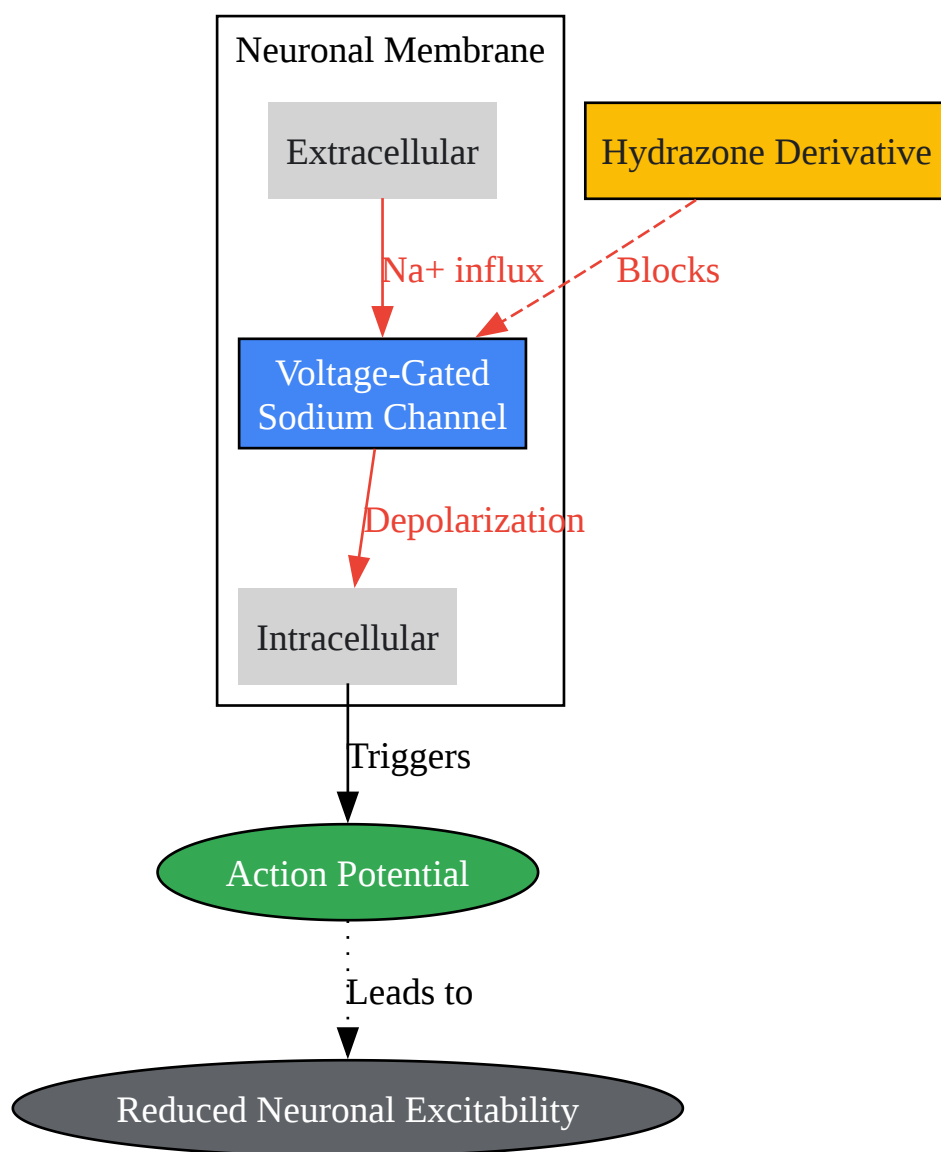 Neuronal Membrane
Extracellular
Hydrazone Derivative
Na+ influx
Blocks
Voltage-Gated
Sodium Channel
Depolarization
Intracellular
Triggers
Action Potential
Leads to
Reduced Neuronal Excitability